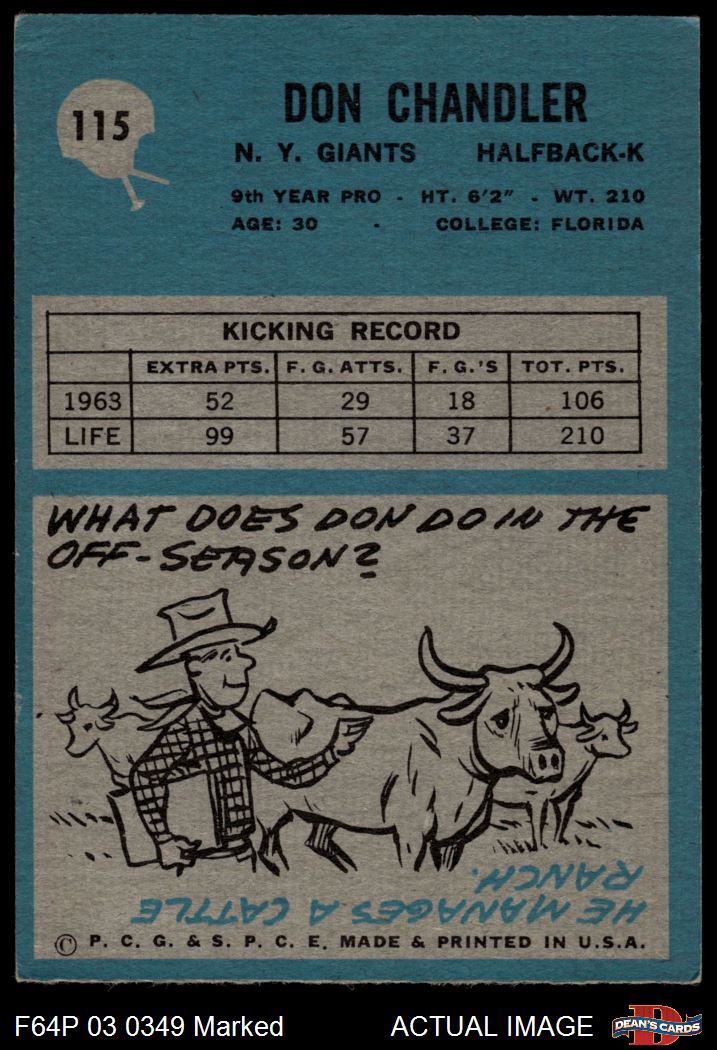 115
DON CHANDLER
N. Y. GIANTS HALFBACK-K
9th YEAR PRO - HT. 6'2" - WT. 210
AGE: 30 - COLLEGE: FLORIDA
KICKING RECORD
EXTRA PTS. F. G. ATTS. F. G.'S TOT. PTS.
1963 52 29 18 106
LIFE 99 57 37 210
WHAT DOES DON DO IN THE
OFF-SEASON?
HE MANAGES A CATTLE
RANCH.
© P. C. G. & S. P. C. E. MADE & PRINTED IN U.S.A.
F64P 03 0349 Marked ACTUAL IMAGE
D
DEAN'S CARDS